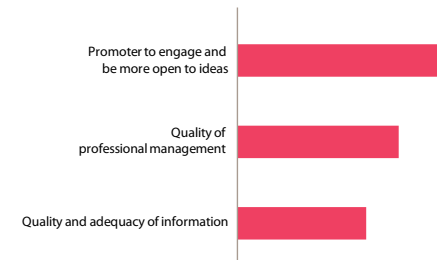 Promoter to engage and
be more open to ideas
Quality of
professional management
Quality and adequacy of information